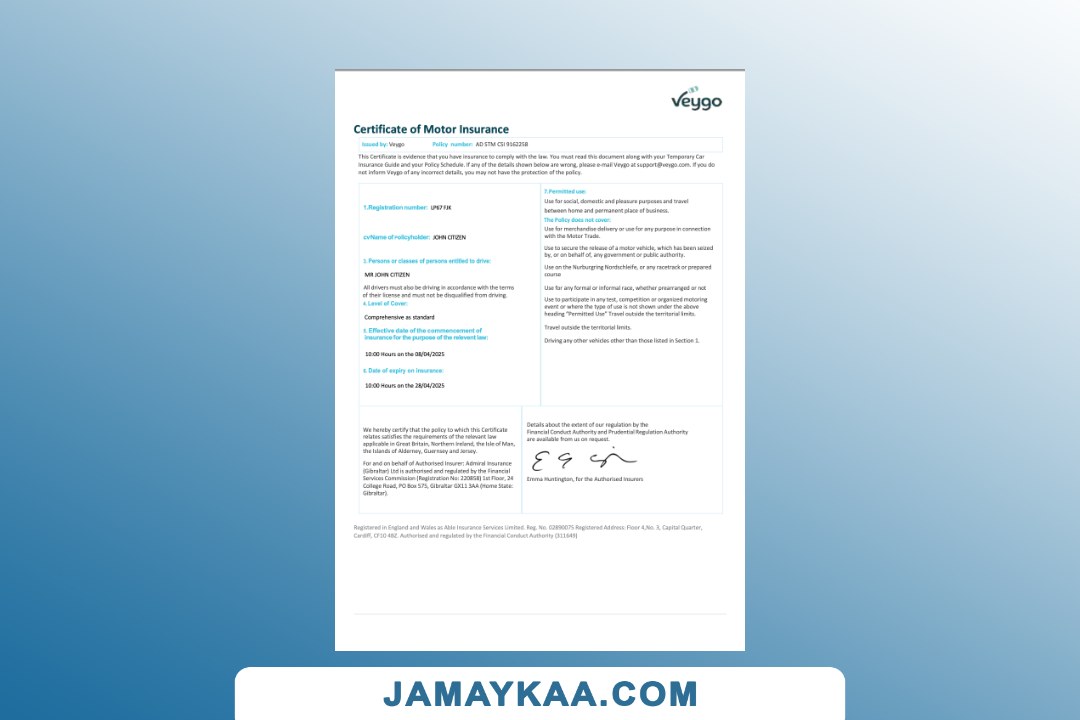 veygo
Certificate of Motor Insurance
Issued by: Veygo Policy number: AD STM CSI 9162258
This Certificate is evidence that you have insurance to comply with the law. You must read this document along with your Temporary Car
Insurance Guide and your Policy Schedule. If any of the details shown below are wrong, please e-Mail Veygo at support@veygo.com. If you do
not inform Veygo of any incorrect details, you may not have the protection of the policy.
1.Registration number: LP67 FJK
cvName of Policyholder: JOHN CITIZEN
3. Persons or classes of persons entitled to drive:
MR JOHN CITIZEN
All drivers must also be driving in accordance with the terms
of their license and must not be disqualified from driving.
4. Level of Cover:
Comprehensive as standard
5. Effective date of the commencement of
insurance for the purpose of the relevant law:
10:00 Hours on the 08/04/2025
6. Date of expiry on insurance:
10:00 Hours on the 28/04/2025
7.Permitted use:
Use for social, domestic and pleasure purposes and travel
between home and permanent place of business.
The Policy does not cover:
Use for merchandise delivery or use for any purpose in connection
with the Motor Trade.
Use to secure the release of a motor vehicle, which has been seized
by, or on behalf of, any government or public authority.
Use on the Nurburgring Nordschleife, or any racetrack or prepared
course
Use for any formal or informal race, whether prearranged or not
Use to participate in any test, competition or organized motoring
event or where the type of use is not shown under the above
heading "Permitted Use" Travel outside the territorial limits.
Travel outside the territorial limits.
Driving any other vehicles other than those listed in Section 1.
We hereby certify that the policy to which this Certificate
relates satisfies the requirements of the relevant law
applicable in Great Britain, Northern Ireland, the Isle of Man,
the Islands of Alderney, Guernsey and Jersey.
For and on behalf of Authorised Insurer: Admiral Insurance
(Gibraltar) Ltd is authorised and regulated by the Financial
Services Commission (Registration No: 220858) 1st Floor, 24
College Road, PO Box 575, Gibraltar GX11 3AA (Home State:
Gibraltar).
Details about the extent of our regulation by the
Financial Conduct Authority and Prudential Regulation Authority
are available from us on request.
Emma Huntington, for the Authorised Insurors
Registered in England and Wales as Able Insurance Services Limited. Reg. No. 02890075 Registered Address: Floor 4,No. 3, Capital Quarter,
Cardiff, CF10 4BZ. Authorised and regulated by the Financial Conduct Authority (311649)
JAMAYKAA.COM